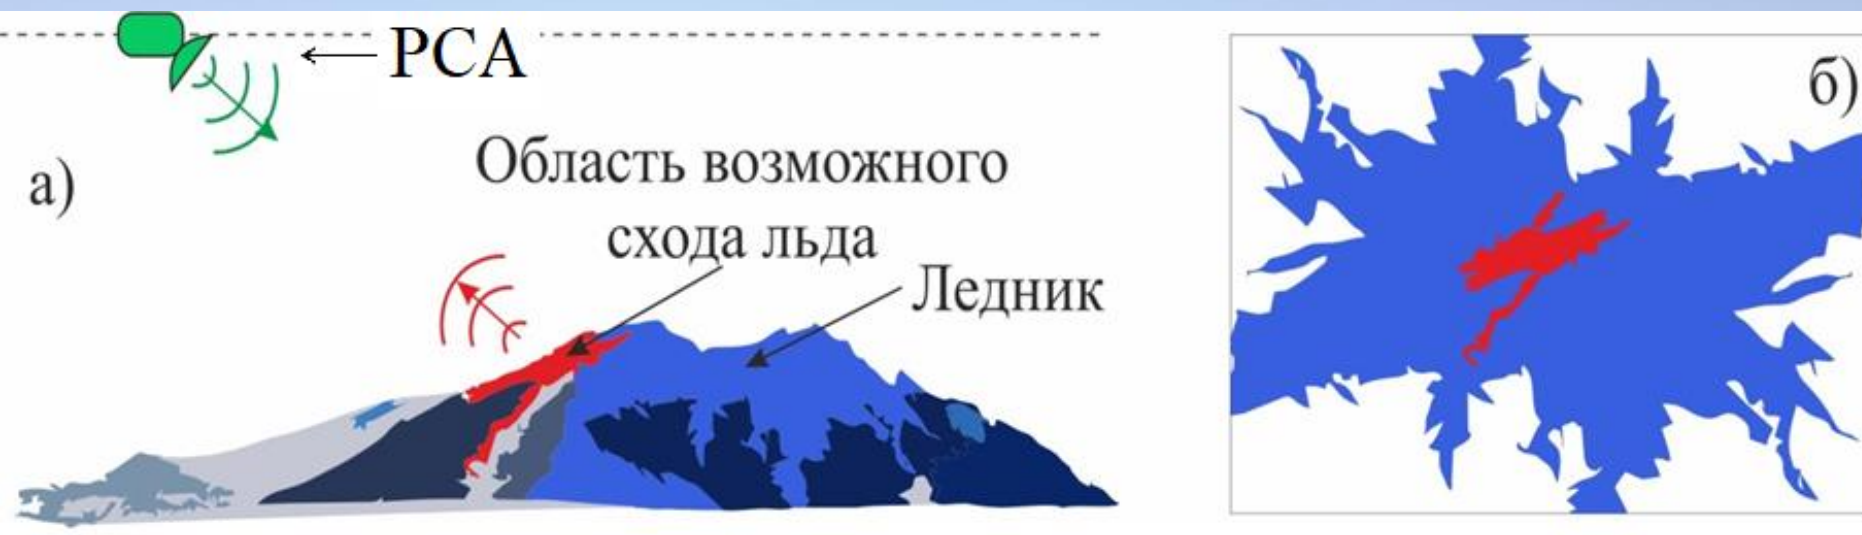 РСА
б)
а)
Область возможного
схода льда
Ледник